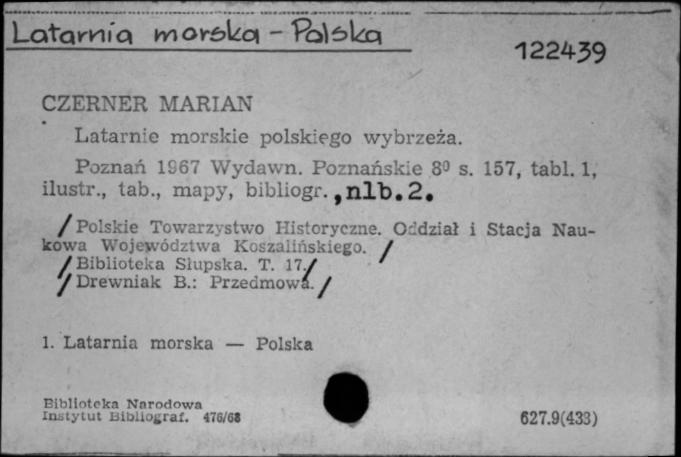 Latarnia morska - Polska
122439
CZERNER MARIAN
Latarnie morskie polskiego wybrzeża.
Poznań 1967 Wydawn. Poznańskie 8⁰ s. 157, tabl. 1,
ilustr., tab., mapy, bibliogr. , nlb. 2.
/ Polskie Towarzystwo Historyczne. Oddział i Stacja Nau-
kowa Województwa Koszalińskiego. /
/ Biblioteka Słupska. T. 17. /
/ Drewniak B.: Przedmowa. /
1. Latarnia morska — Polska
Biblioteka Narodowa
Instytut Bibliograf. 476/68
627.9(433)